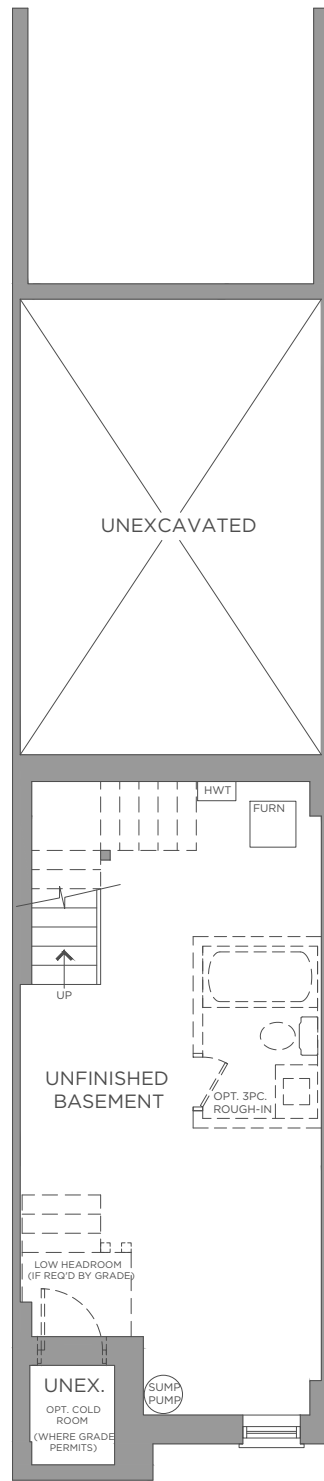 UNEXCAVATED
HWT
FURN
UP
UNFINISHED
BASEMENT
OPT. 3PC.
ROUGH-IN
LOW HEADROOM
(IF REQ'D BY GRADE)
UNEX.
OPT. COLD
ROOM
(WHERE GRADE
PERMITS)
SUMP
PUMP